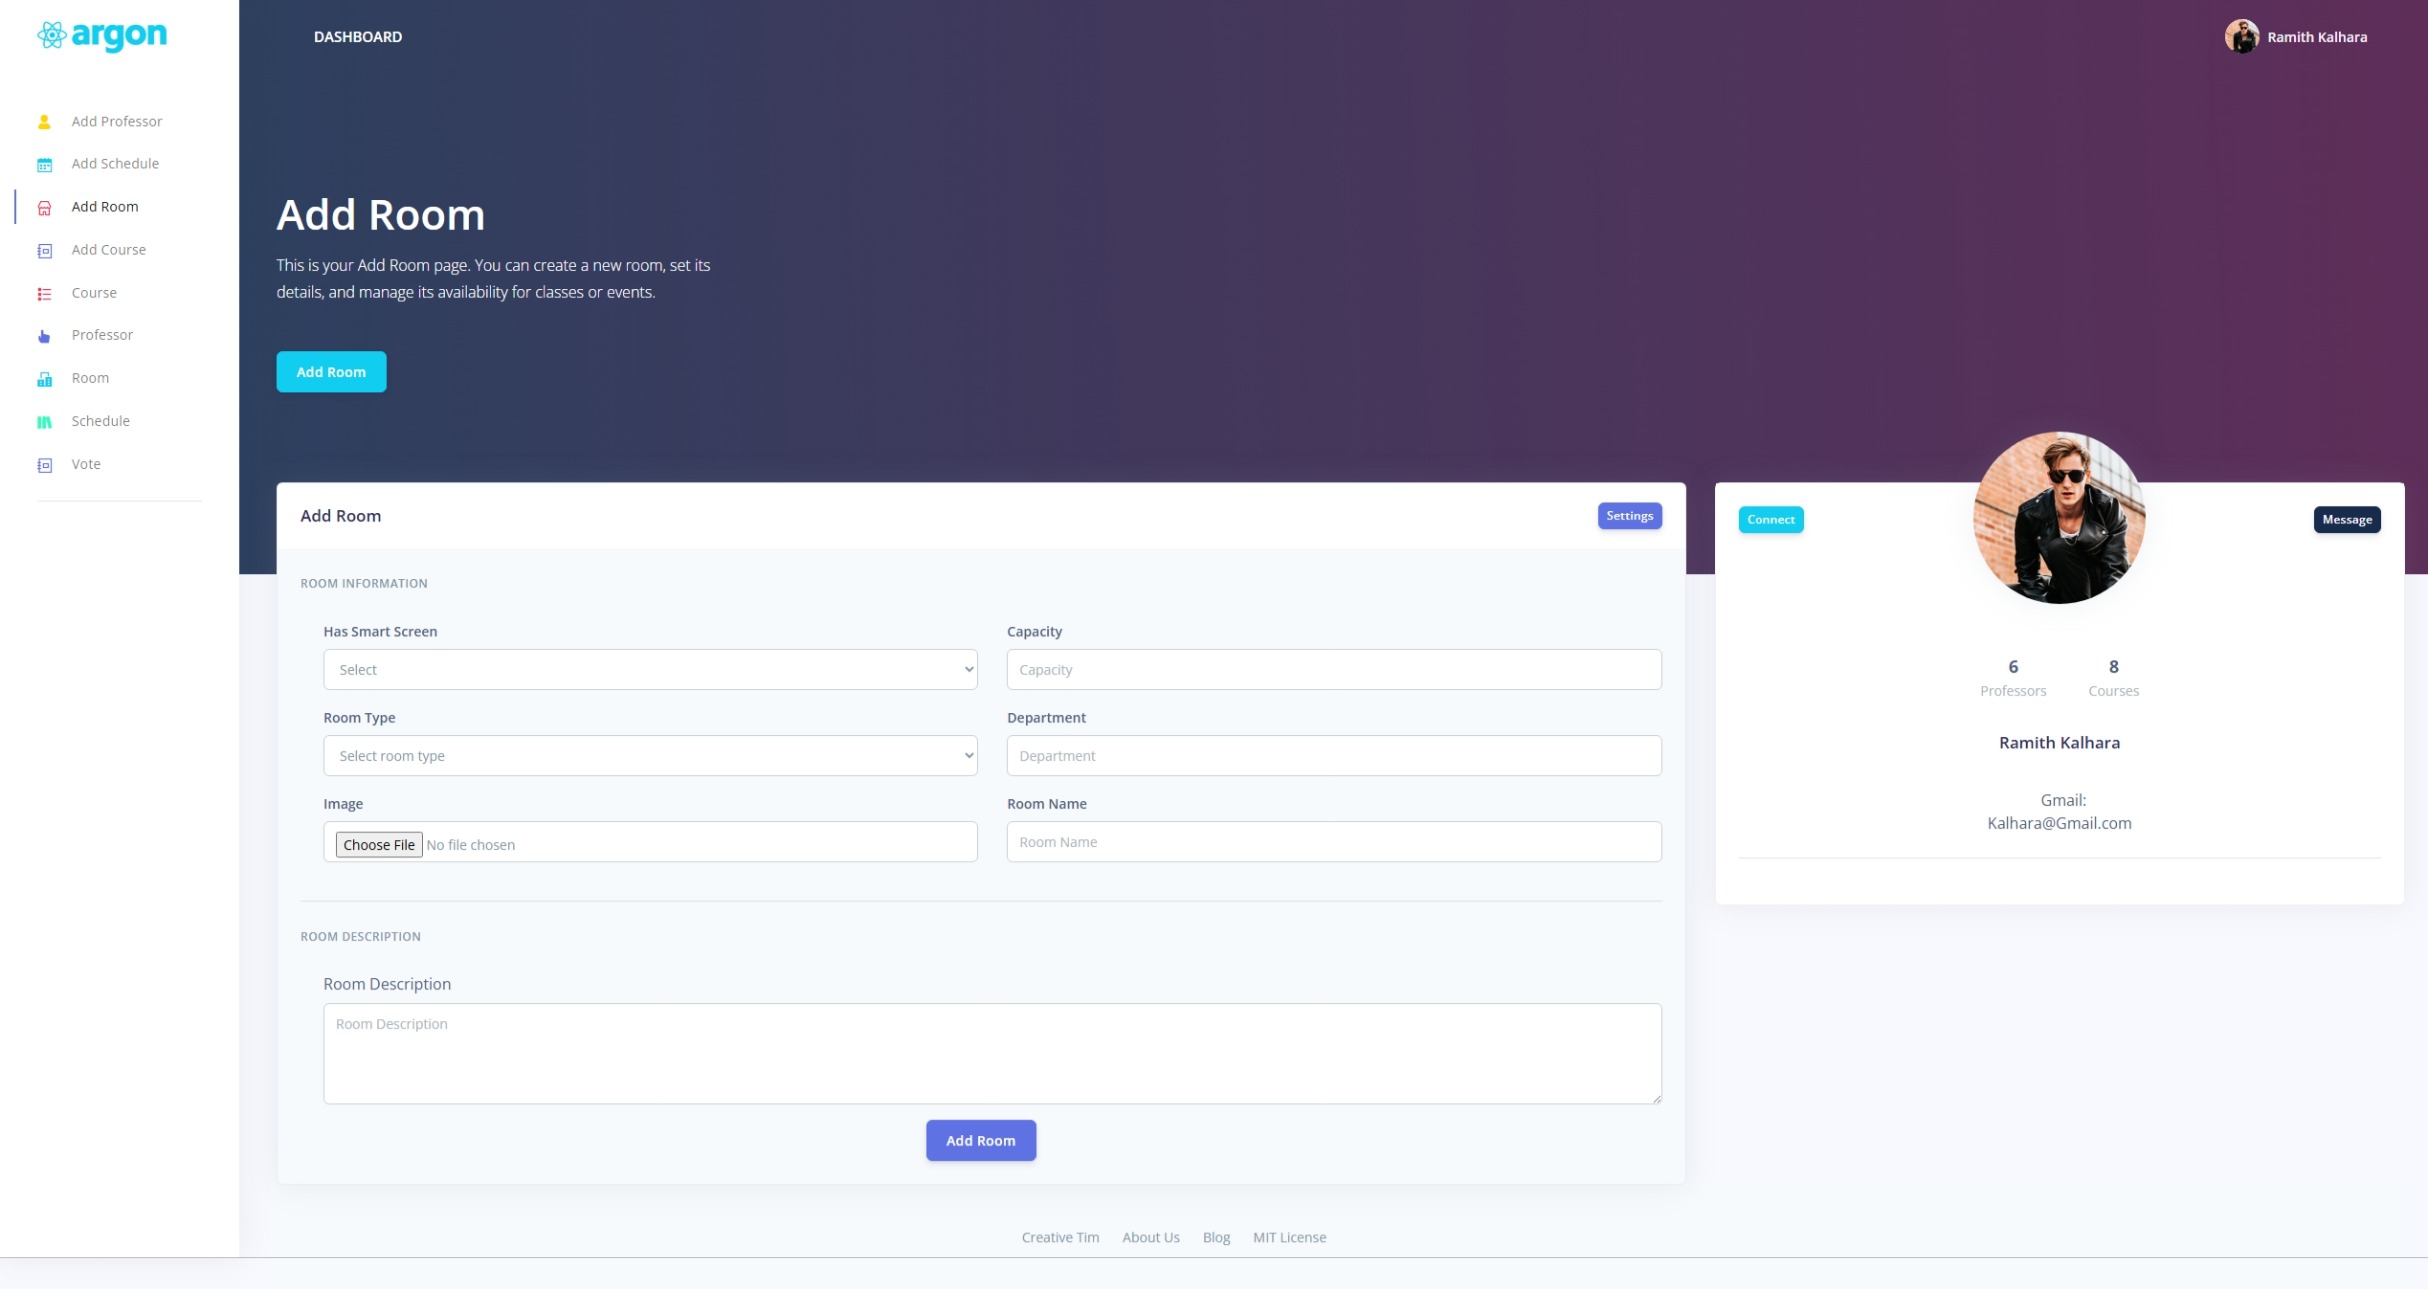 argon
DASHBOARD
Ramith Kalhara
Add Professor
Add Schedule
Add Room
Add Course
Course
Professor
Room
Schedule
Vote
Add Room
This is your Add Room page. You can create a new room, set its
details, and manage its availability for classes or events.
Add Room
Add Room
Settings
ROOM INFORMATION
Has Smart Screen
Capacity
Select
Capacity
Room Type
Department
Select room type
Department
Image
Room Name
Choose File No file chosen
Room Name
ROOM DESCRIPTION
Room Description
Room Description
Add Room
Connect
Message
6
8
Professors
Courses
Ramith Kalhara
Gmail:
Kalhara@Gmail.com
Creative Tim
About Us
Blog
MIT License